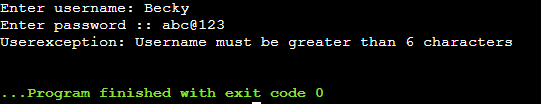 Enter username: Becky
Enter password :: abc@123
Userexception: Username must be greater than 6 characters
...Program finished with exit code 0